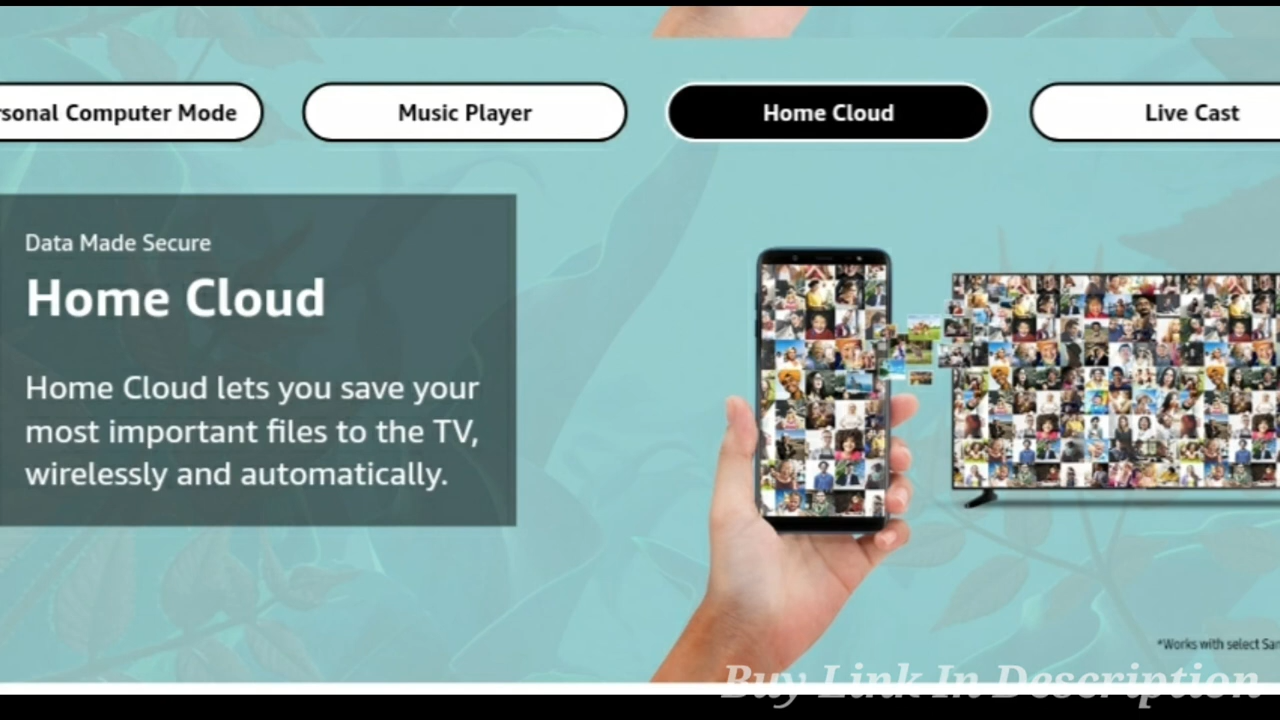 rsonal Computer Mode
Music Player
Home Cloud
Live Cast
Data Made Secure
Home Cloud
Home Cloud lets you save your
most important files to the TV,
wirelessly and automatically.
*Works with select Sam
Buy Link In Description